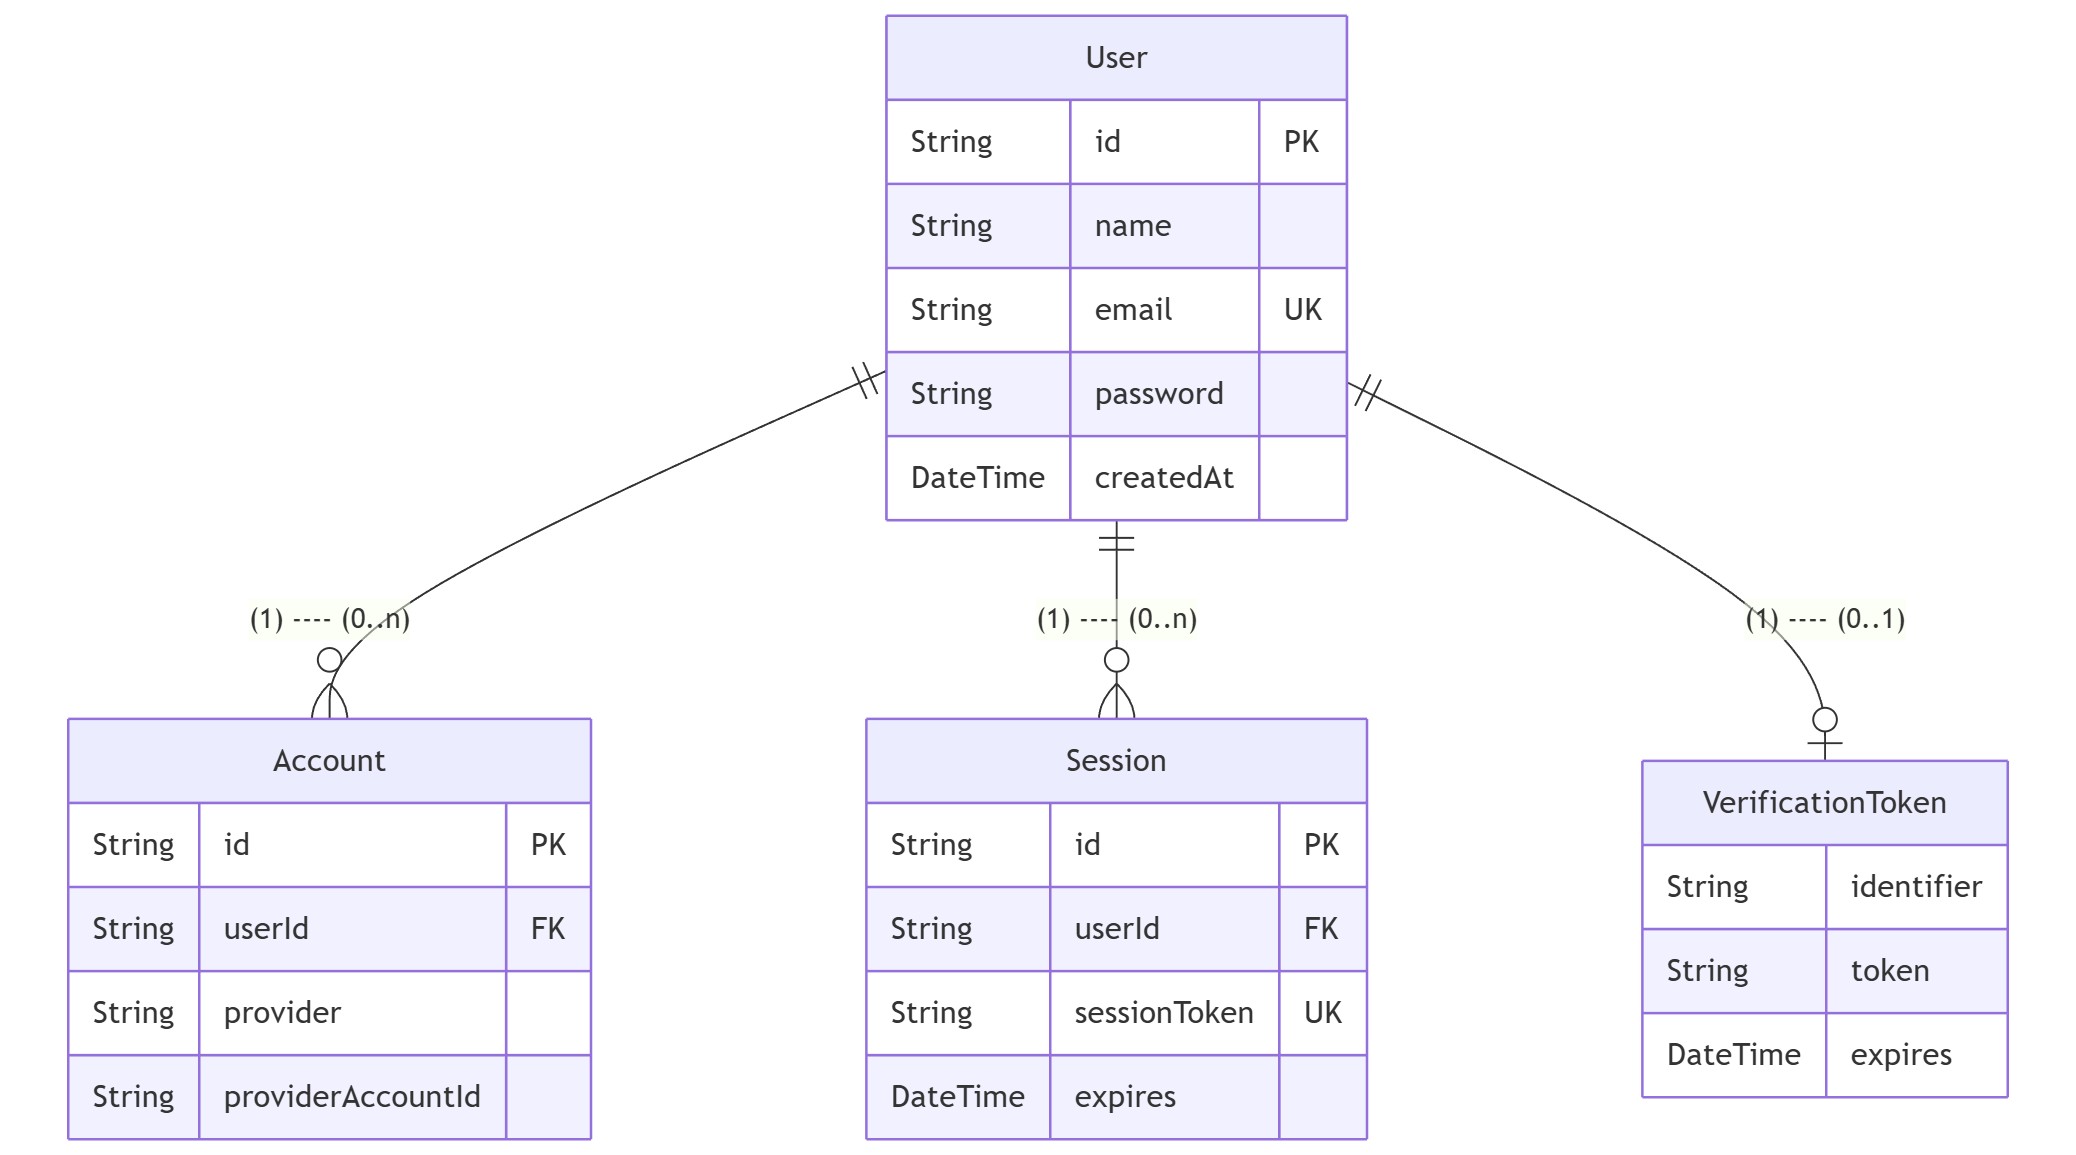 User
String id PK
String name
String email UK
String password
DateTime createdAt
(1) ---- (0..n)
(1) ---- (0..n)
(1) ---- (0..1)
Account
String id PK
String userId FK
String provider
String providerAccountId
Session
String id PK
String userId FK
String sessionToken UK
DateTime expires
VerificationToken
String identifier
String token
DateTime expires